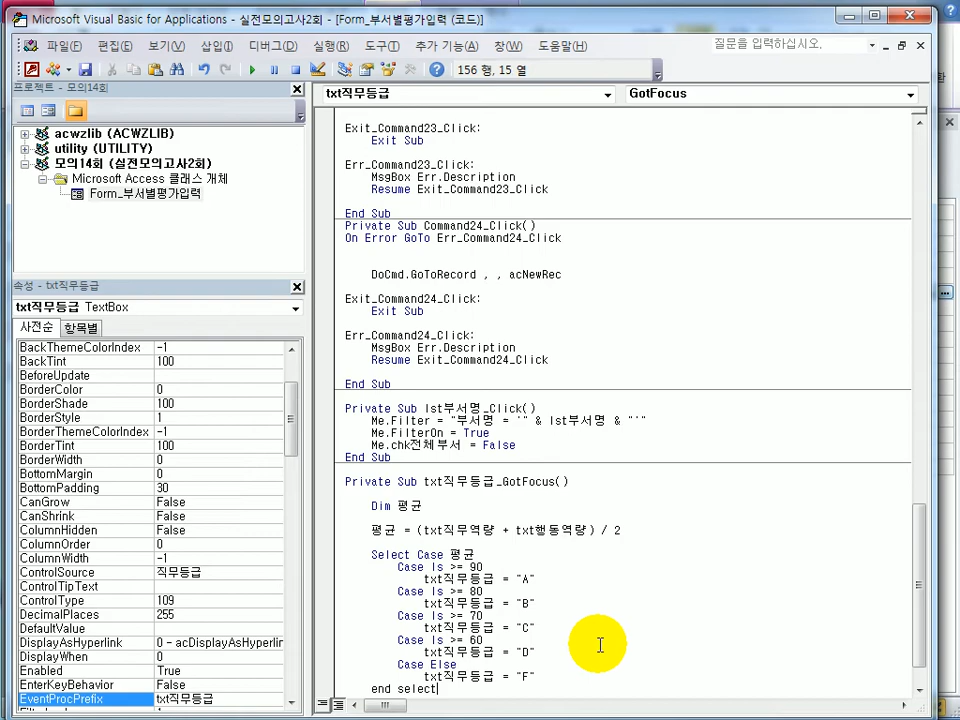 Microsoft Visual Basic for Applications - 실전모의고사2회 - [Form_부서별평가입력 (코드)]
파일(F) 편집(E) 보기(V) 삽입(I) 디버그(D) 실행(R) 도구(T) 추가 기능(A) 창(W) 도움말(H) 질문을 입력하십시오.
156 행, 15 열
프로젝트 - 모의14회
acwzlib (ACWZLIB)
utility (UTILITY)
모의14회 (실전모의고사2회)
Microsoft Access 클래스 개체
Form_부서별평가입력
속성 - txt직무등급
txt직무등급 TextBox
사전순 항목별
BackThemeColorIndex -1
BackTint 100
BeforeUpdate
BorderColor 0
BorderShade 100
BorderStyle 1
BorderThemeColorIndex -1
BorderTint 100
BorderWidth 0
BottomMargin 0
BottomPadding 30
CanGrow False
CanShrink False
ColumnHidden False
ColumnOrder 0
ColumnWidth -1
ControlSource 직무등급
ControlTipText
ControlType 109
DecimalPlaces 255
DefaultValue
DisplayAsHyperlink 0 - acDisplayAsHyperlin
DisplayWhen 0
Enabled True
EnterKeyBehavior False
EventProcPrefix txt직무등급
txt직무등급 GotFocus
Exit_Command23_Click:
Exit Sub
Err_Command23_Click:
MsgBox Err.Description
Resume Exit_Command23_Click
End Sub
Private Sub Command24_Click()
On Error GoTo Err_Command24_Click
DoCmd.GoToRecord , , acNewRec
Exit_Command24_Click:
Exit Sub
Err_Command24_Click:
MsgBox Err.Description
Resume Exit_Command24_Click
End Sub
Private Sub lst부서명_Click()
Me.Filter = "부서명 = '" & lst부서명 & "'"
Me.FilterOn = True
Me.chk전체부서 = False
End Sub
Private Sub txt직무등급_GotFocus()
Dim 평균
평균 = (txt직무역량 + txt행동역량) / 2
Select Case 평균
Case Is >= 90
txt직무등급 = "A"
Case Is >= 80
txt직무등급 = "B"
Case Is >= 70
txt직무등급 = "C"
Case Is >= 60
txt직무등급 = "D"
Case Else
txt직무등급 = "F"
end select